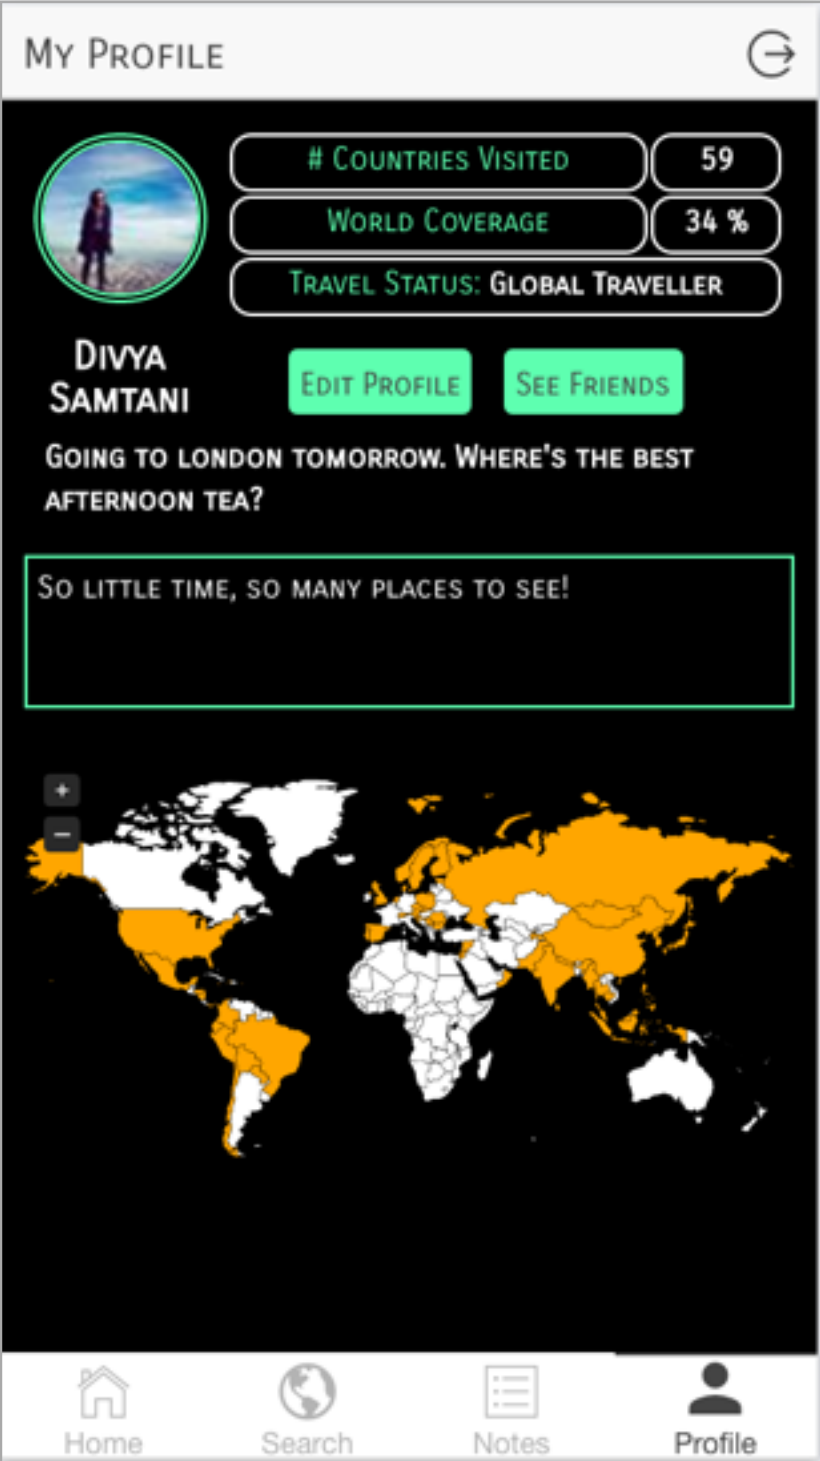 My Profile
# Countries Visited 59
World Coverage 34 %
Travel Status: Global Traveller
Divya
Samtani
Edit Profile See Friends
Going to london tomorrow. Where's the best
afternoon tea?
So little time, so many places to see!
+
−
Home Search Notes Profile